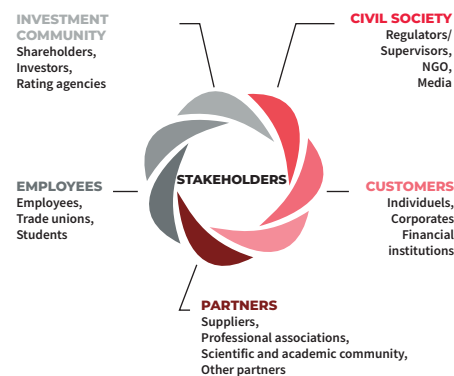 INVESTMENT
COMMUNITY
Shareholders,
Investors,
Rating agencies
CIVIL SOCIETY
Regulators/
Supervisors,
NGO,
Media
STAKEHOLDERS
EMPLOYEES
Employees,
Trade unions,
Students
CUSTOMERS
Individuels,
Corporates
Financial
institutions
PARTNERS
Suppliers,
Professional associations,
Scientific and academic community,
Other partners